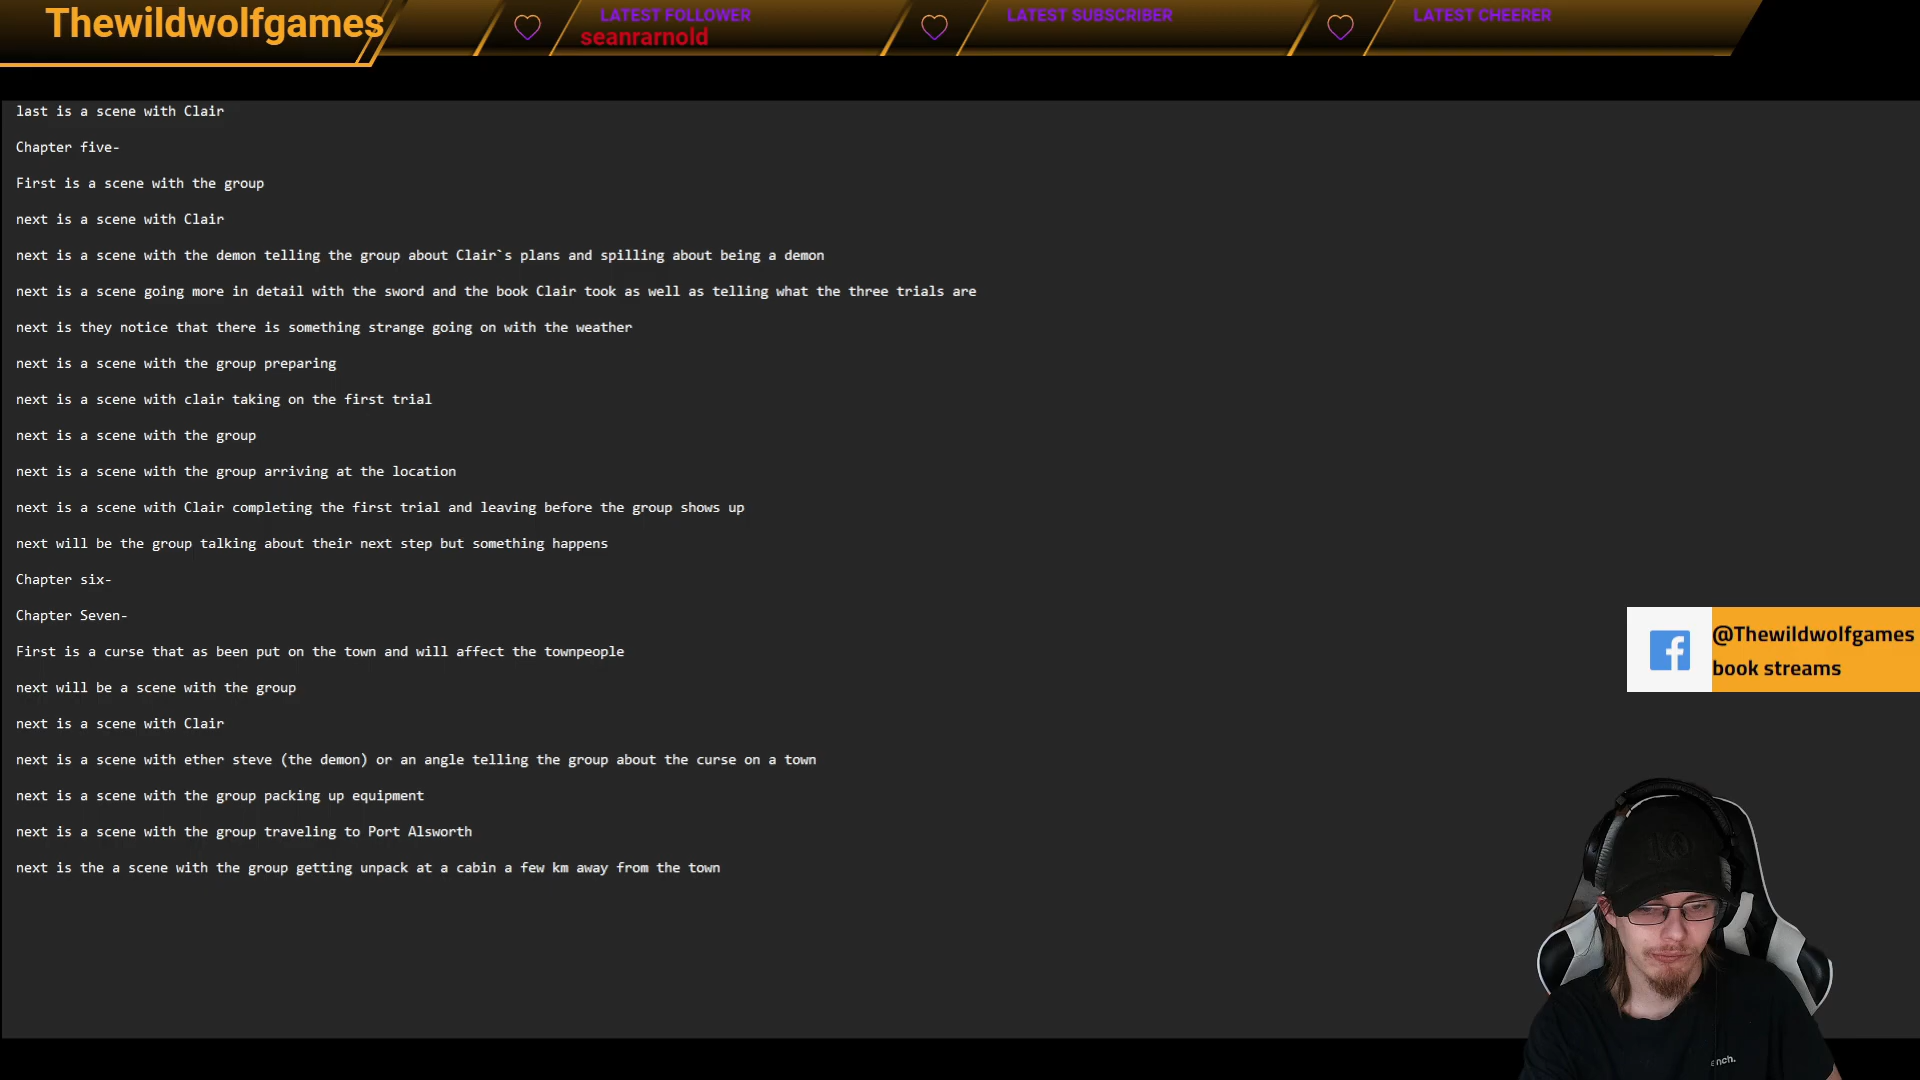 Thewildwolfgames
LATEST FOLLOWER
seanrarnold
LATEST SUBSCRIBER
LATEST CHEERER
last is a scene with Clair
Chapter five-
First is a scene with the group
next is a scene with Clair
next is a scene with the demon telling the group about Clair`s plans and spilling about being a demon
next is a scene going more in detail with the sword and the book Clair took as well as telling what the three trials are
next is they notice that there is something strange going on with the weather
next is a scene with the group preparing
next is a scene with clair taking on the first trial
next is a scene with the group
next is a scene with the group arriving at the location
next is a scene with Clair completing the first trial and leaving before the group shows up
next will be the group talking about their next step but something happens
Chapter six-
Chapter Seven-
First is a curse that as been put on the town and will affect the townpeople
next will be a scene with the group
next is a scene with Clair
next is a scene with ether steve (the demon) or an angle telling the group about the curse on a town
next is a scene with the group packing up equipment
next is a scene with the group traveling to Port Alsworth
next is the a scene with the group getting unpack at a cabin a few km away from the town
@Thewildwolfgames
book streams